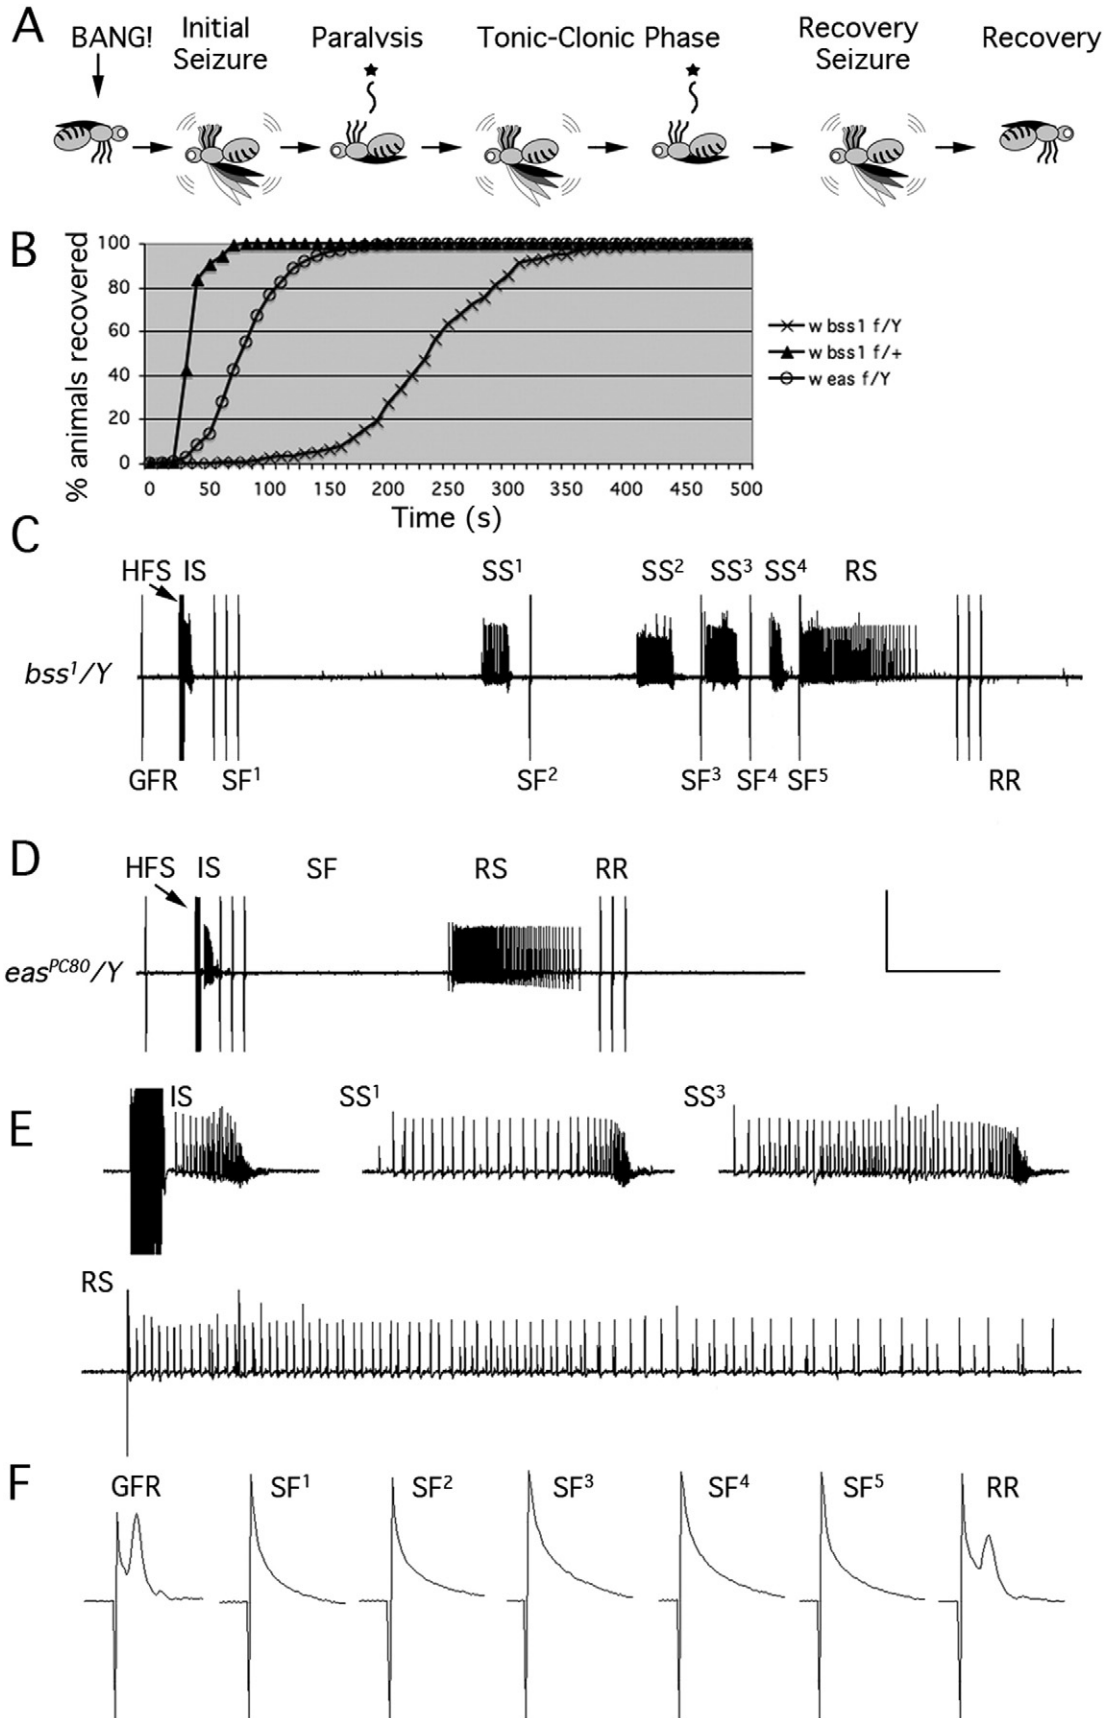 A
BANG!
Initial
Seizure
Paralvsis
Tonic-Clonic Phase
Recovery
Seizure
Recovery
B
% animals recovered
100
80
60
40
20
0
0 50 100 150 200 250 300 350 400 450 500
Time (s)
w bss1 f/Y
w bss1 f/+
w eas f/Y
C
HFS IS SS¹ SS² SS³ SS⁴ RS
bss¹/Y
GFR SF¹ SF² SF³ SF⁴ SF⁵ RR
D
HFS IS SF RS RR
easᴾᶜ⁸⁰/Y
E
IS SS¹ SS³
RS
F
GFR SF¹ SF² SF³ SF⁴ SF⁵ RR